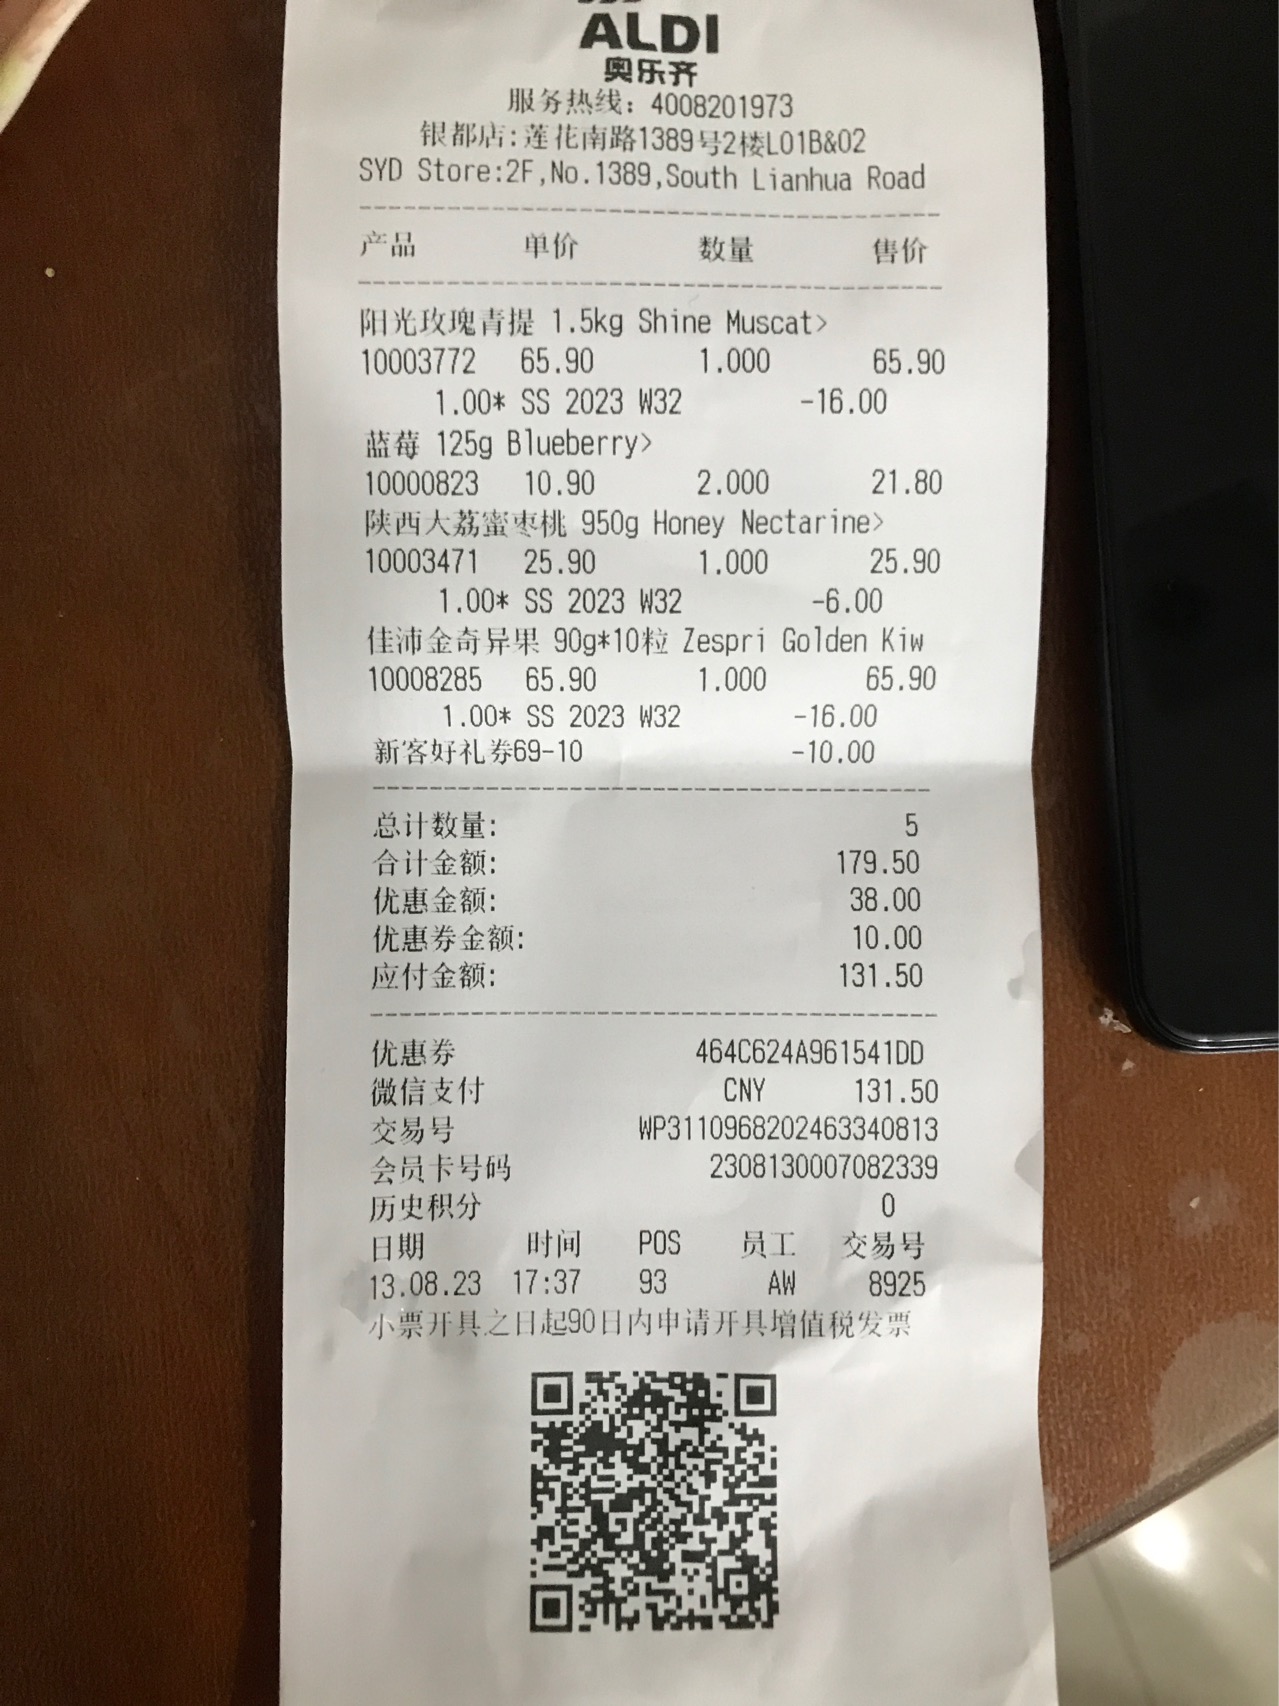 ALDI
奥乐齐
服务热线: 4008201973
银都店:莲花南路1389号2楼L01B&02
SYD Store:2F,No.1389,South Lianhua Road
产品 单价 数量 售价
阳光玫瑰青提 1.5kg Shine Muscat>
10003772 65.90 1.000 65.90
1.00* SS 2023 W32 -16.00
蓝莓 125g Blueberry>
10000823 10.90 2.000 21.80
陕西大荔蜜枣桃 950g Honey Nectarine>
10003471 25.90 1.000 25.90
1.00* SS 2023 W32 -6.00
佳沛金奇异果 90g*10粒 Zespri Golden Kiw
10008285 65.90 1.000 65.90
1.00* SS 2023 W32 -16.00
新客好礼券69-10 -10.00
总计数量: 5
合计金额: 179.50
优惠金额: 38.00
优惠券金额: 10.00
应付金额: 131.50
优惠券 464C624A961541DD
微信支付 CNY 131.50
交易号 WP3110968202463340813
会员卡号码 2308130007082339
历史积分 0
日期 时间 POS 员工 交易号
13.08.23 17:37 93 AW 8925
小票开具之日起90日内申请开具增值税发票